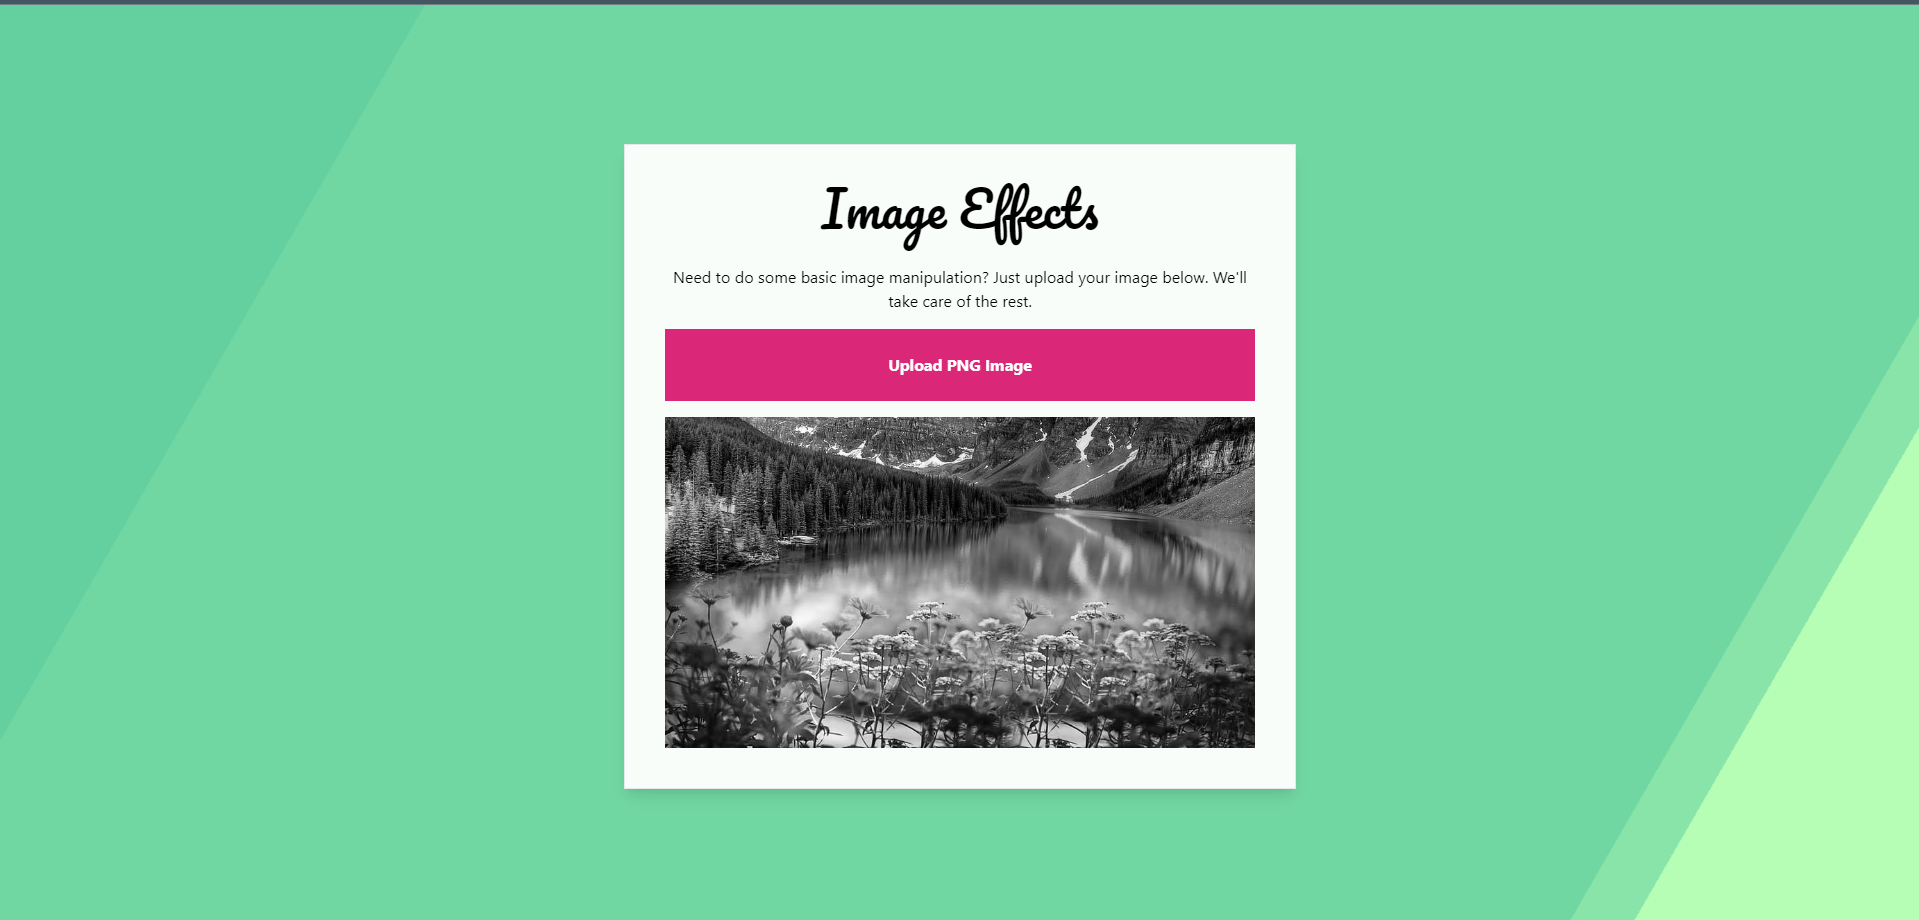 Image Effects
Need to do some basic image manipulation? Just upload your image below. We'll
take care of the rest.
Upload PNG Image